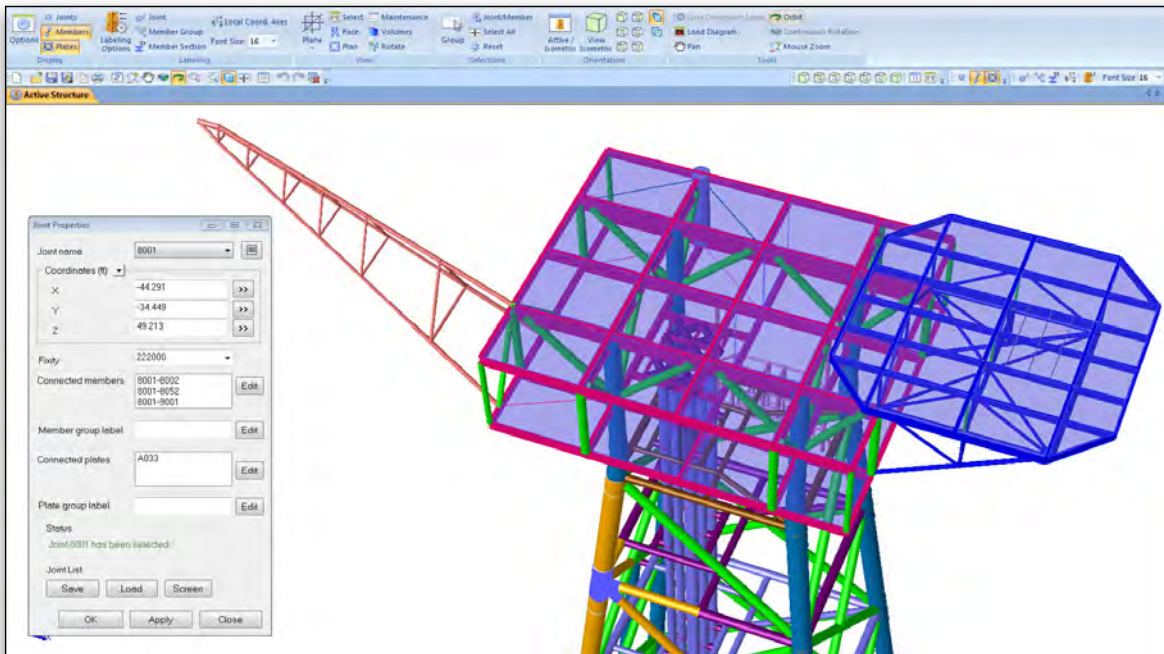 Joints
Joint
Local Coord. Axes
Select
Maintenance
Joint/Member
Load Diagram
Orbit
Members
Member Group
Face
Volumes
Select All
Continuous Rotation
Options
Plates
Labeling Options
Member Section
Font Size: 16
Plane
Plan
Rotate
Group
Reset
Active / Isometric
View Isometric
Pan
Mouse Zoom
Display
Labeling
View
Selections
Orientation
Tools
Font Size 16
Active Structure
Joint Properties
Joint name 8001
Coordinates (ft)
X -44.291 >>
Y -34.449 >>
Z 49.213 >>
Fixity 222000
Connected members 8001-8002 Edit
8001-8052
8001-9001
Member group label Edit
Connected plates A033 Edit
Plate group label Edit
Status
Joint 8001 has been selected
Joint List
Save Load Screen
OK Apply Close